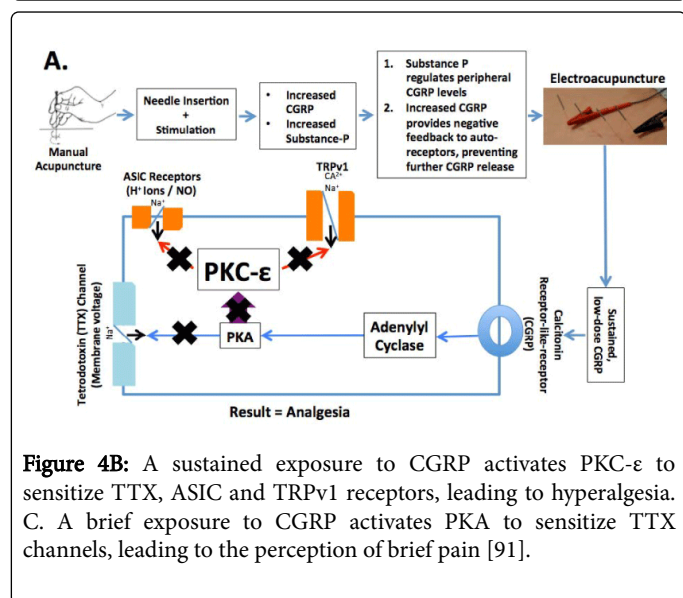 A.
Manual
Acupuncture
Needle Insertion
+
Stimulation
• Increased
CGRP
• Increased
Substance-P
1. Substance P
regulates peripheral
CGRP levels
2. Increased CGRP
provides negative
feedback to auto-
receptors, preventing
further CGRP release
Electroacupuncture
ASIC Receptors
(H⁺ Ions / NO)
Na⁺
TRPv1
CA²⁺
Na⁺
PKC-ε
Tetrodotoxin (TTX) Channel
(Membrane voltage)
Na⁺
PKA
Adenylyl
Cyclase
Calcitonin
Receptor-like-receptor
(CGRP)
Sustained,
low-dose CGRP
Result = Analgesia
Figure 4B: A sustained exposure to CGRP activates PKC-ε to
sensitize TTX, ASIC and TRPv1 receptors, leading to hyperalgesia.
C. A brief exposure to CGRP activates PKA to sensitize TTX
channels, leading to the perception of brief pain [91].